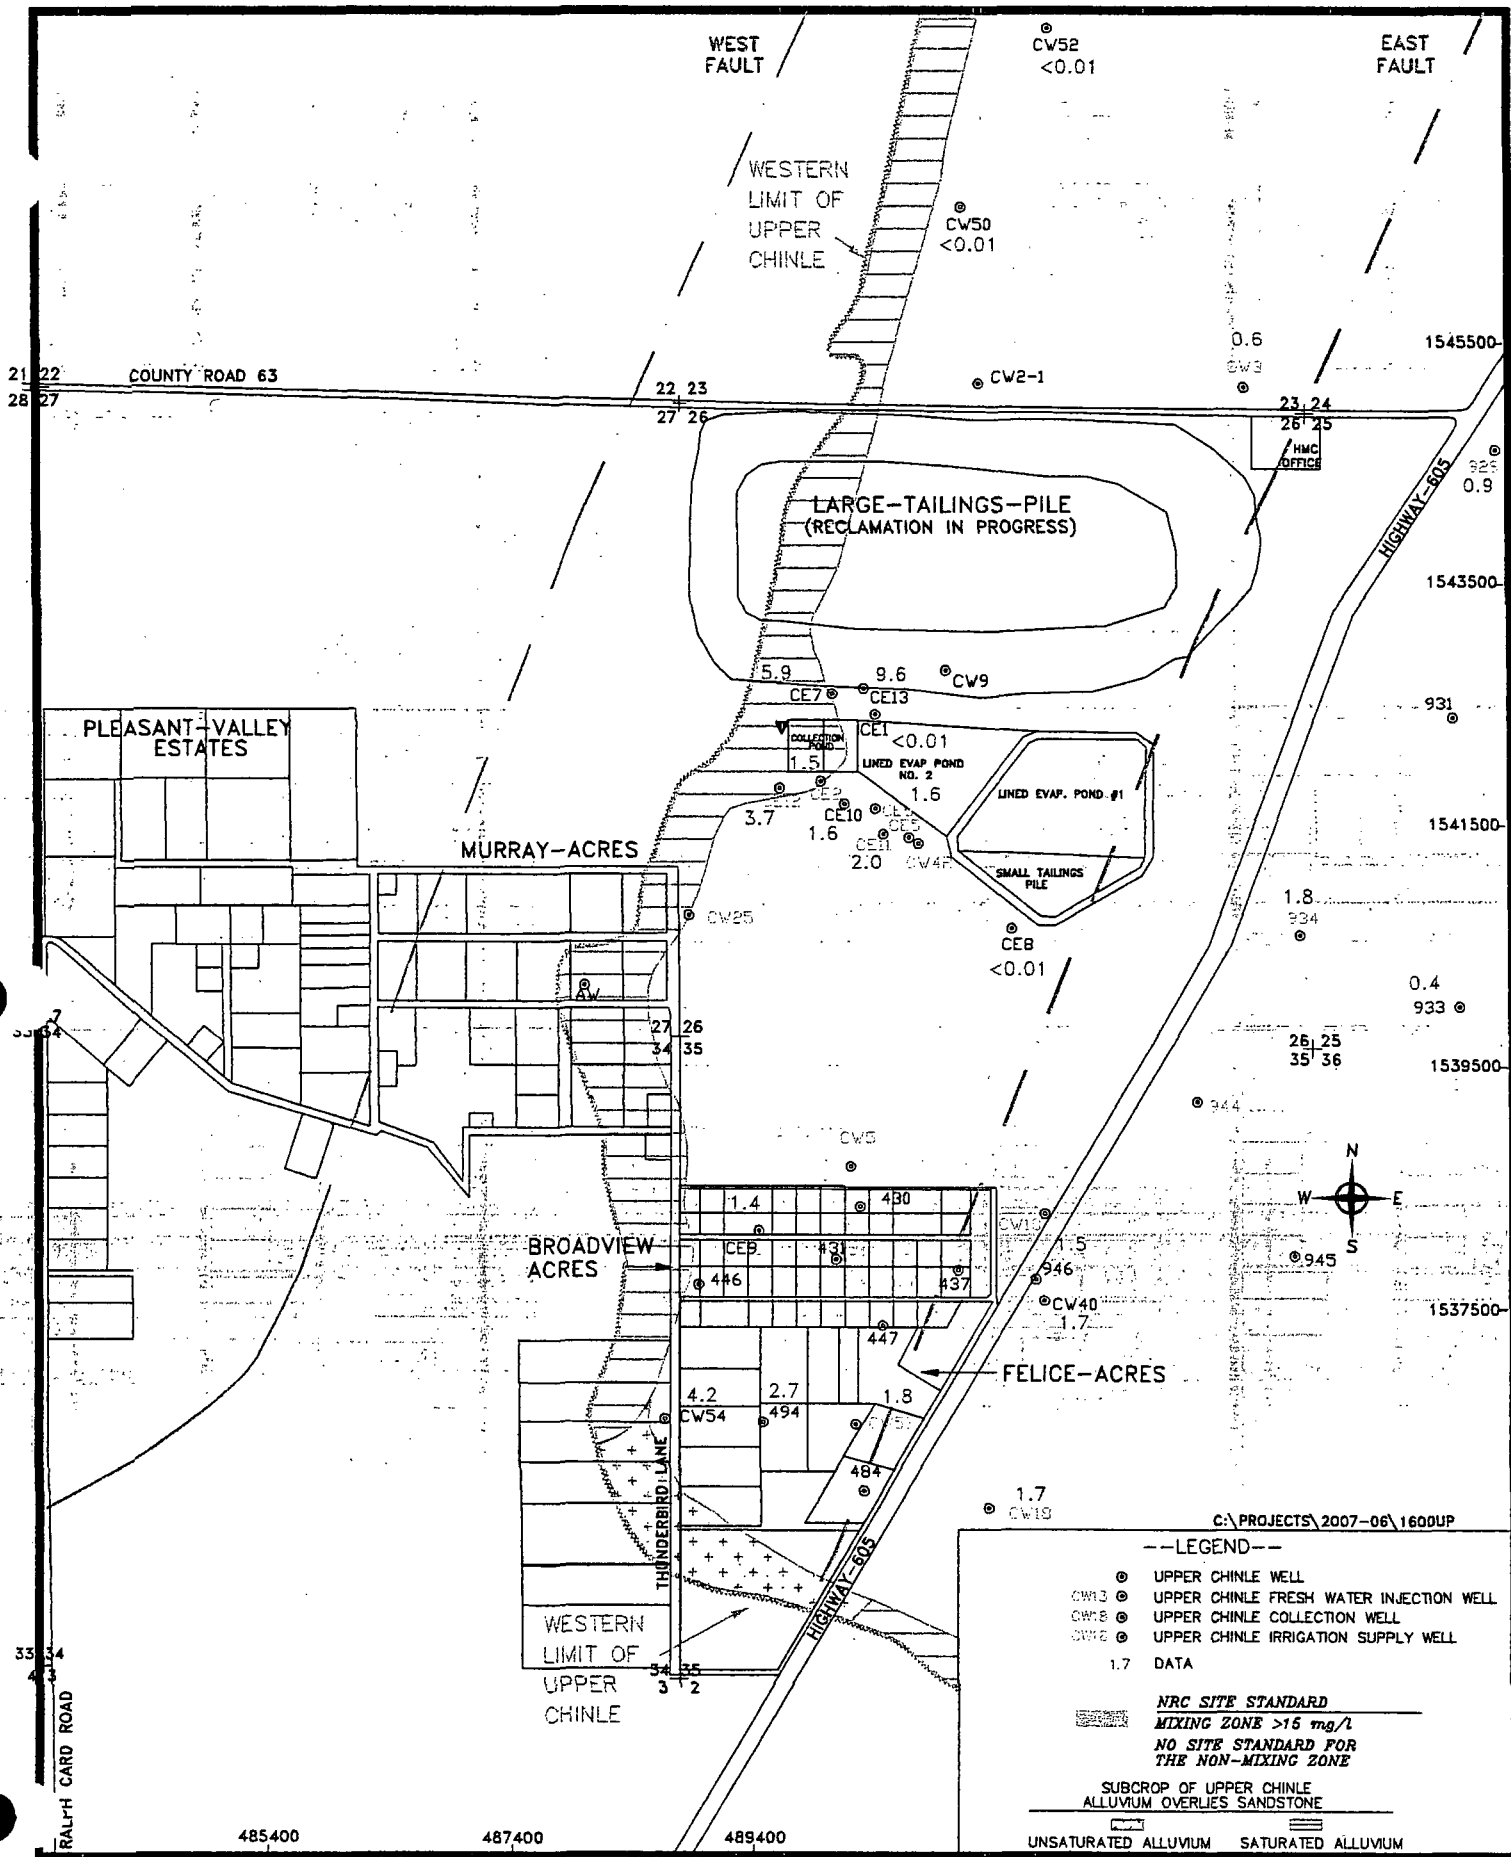 WEST
FAULT
CW52
<0.01
EAST
FAULT
WESTERN
LIMIT OF
UPPER
CHINLE
CW50
<0.01
0.6
CW3
1545500
21 22
28 27
COUNTY ROAD 63
22 23
27 26
CW2-1
23 24
26 25
HMC
OFFICE
0.9
HIGHWAY-605
LARGE-TAILINGS-PILE
(RECLAMATION IN PROGRESS)
1543500
5.9
CE7
9.6
CE13
CW9
CE1
<0.01
931
PLEASANT-VALLEY
ESTATES
COLLECTION
POND
1.5
LINED EVAP POND
NO. 2
1.6
LINED EVAP. POND #1
CE2
CE12
3.7
CE10
1.6
CE5
CE11
2.0
1541500
MURRAY-ACRES
SMALL TAILINGS
PILE
CW25
1.8
934
CE8
<0.01
AW
0.4
933
27 26
34 35
26 25
35 36
1539500
944
CW5
N
W E
S
1.4
CE9
430
431
BROADVIEW
ACRES
446
437
1.5
946
945
CW40
1.7
1537500
447
FELICE-ACRES
4.2
CW54
2.7
494
1.8
484
THUNDERBIRD LANE
1.7
CW18
HIGHWAY-605
WESTERN
LIMIT OF
UPPER
CHINLE
33 34
4 3
34 35
3 2
RALPH CARD ROAD
485400
487400
489400
C:\PROJECTS\2007-06\1600UP
--LEGEND--
UPPER CHINLE WELL
CW13 UPPER CHINLE FRESH WATER INJECTION WELL
UPPER CHINLE COLLECTION WELL
UPPER CHINLE IRRIGATION SUPPLY WELL
1.7 DATA
NRC SITE STANDARD
MIXING ZONE >15 mg/l
NO SITE STANDARD FOR
THE NON-MIXING ZONE
SUBCROP OF UPPER CHINLE
ALLUVIUM OVERLIES SANDSTONE
UNSATURATED ALLUVIUM SATURATED ALLUVIUM